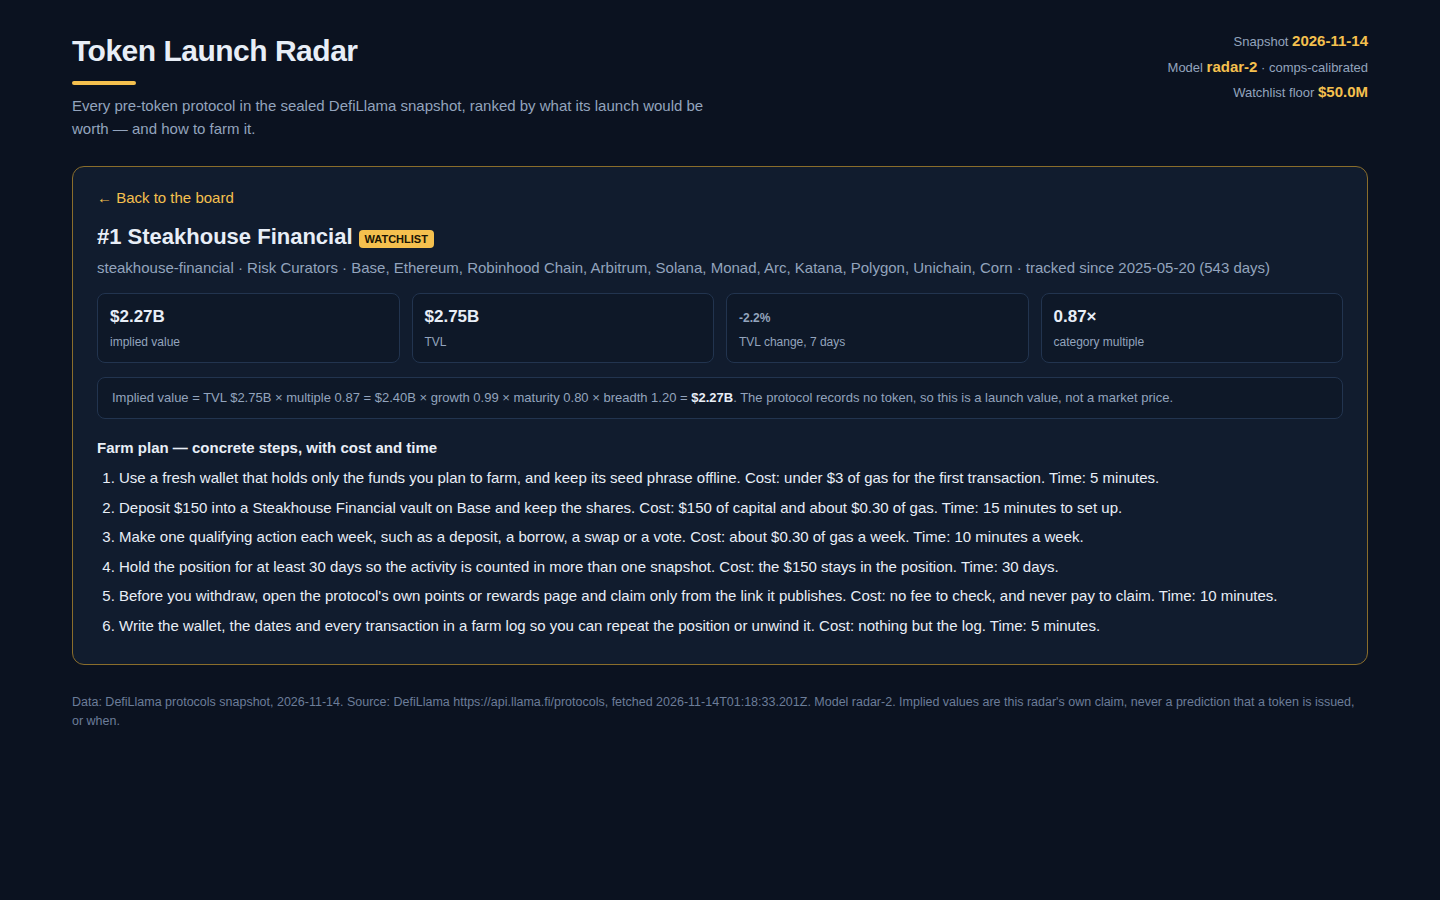 Token Launch Radar
Every pre-token protocol in the sealed DefiLlama snapshot, ranked by what its launch would be
worth — and how to farm it.
Snapshot 2026-11-14
Model radar-2 · comps-calibrated
Watchlist floor $50.0M
← Back to the board
#1 Steakhouse Financial WATCHLIST
steakhouse-financial · Risk Curators · Base, Ethereum, Robinhood Chain, Arbitrum, Solana, Monad, Arc, Katana, Polygon, Unichain, Corn · tracked since 2025-05-20 (543 days)
$2.27B
implied value
$2.75B
TVL
-2.2%
TVL change, 7 days
0.87×
category multiple
Implied value = TVL $2.75B × multiple 0.87 = $2.40B × growth 0.99 × maturity 0.80 × breadth 1.20 = $2.27B. The protocol records no token, so this is a launch value, not a market price.
Farm plan — concrete steps, with cost and time
1. Use a fresh wallet that holds only the funds you plan to farm, and keep its seed phrase offline. Cost: under $3 of gas for the first transaction. Time: 5 minutes.
2. Deposit $150 into a Steakhouse Financial vault on Base and keep the shares. Cost: $150 of capital and about $0.30 of gas. Time: 15 minutes to set up.
3. Make one qualifying action each week, such as a deposit, a borrow, a swap or a vote. Cost: about $0.30 of gas a week. Time: 10 minutes a week.
4. Hold the position for at least 30 days so the activity is counted in more than one snapshot. Cost: the $150 stays in the position. Time: 30 days.
5. Before you withdraw, open the protocol's own points or rewards page and claim only from the link it publishes. Cost: no fee to check, and never pay to claim. Time: 10 minutes.
6. Write the wallet, the dates and every transaction in a farm log so you can repeat the position or unwind it. Cost: nothing but the log. Time: 5 minutes.
Data: DefiLlama protocols snapshot, 2026-11-14. Source: DefiLlama https://api.llama.fi/protocols, fetched 2026-11-14T01:18:33.201Z. Model radar-2. Implied values are this radar's own claim, never a prediction that a token is issued,
or when.